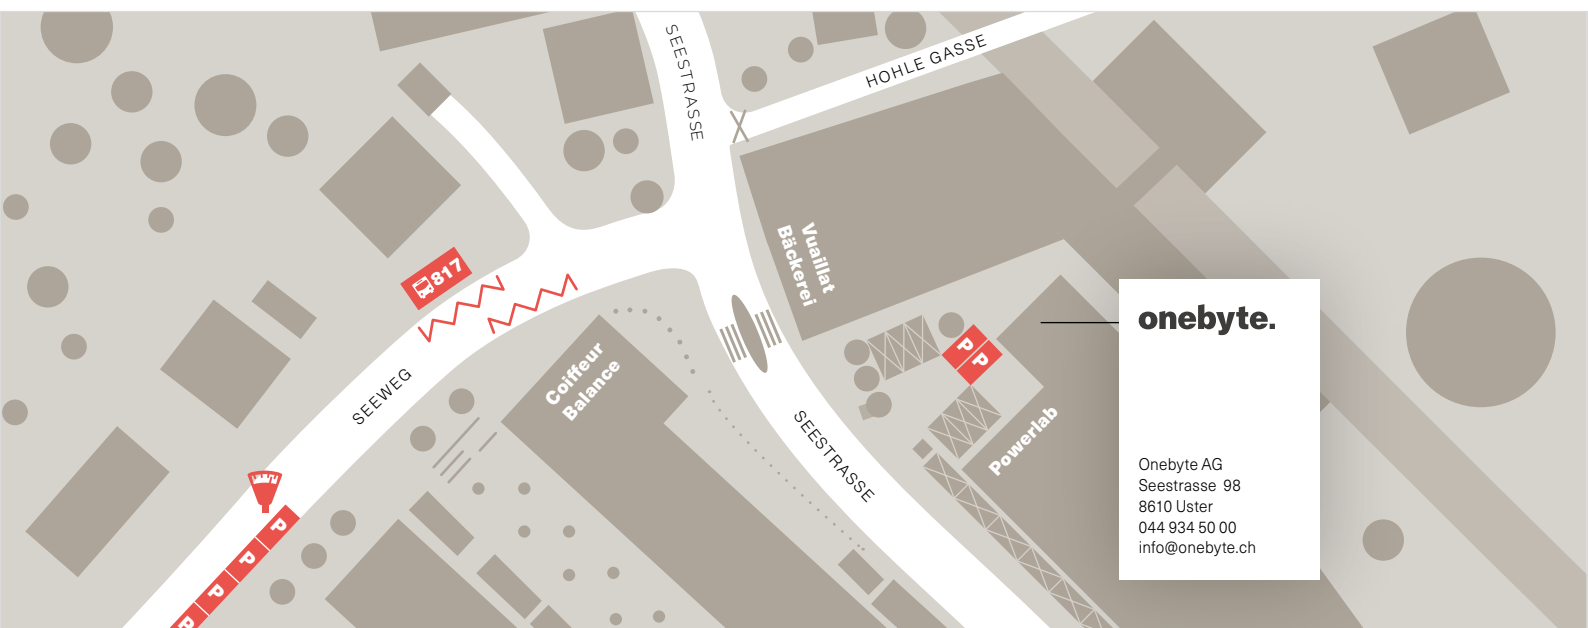 SEESTRASSE
HOHLE GASSE
Vuaillat
Bäckerei
817
P P
onebyte.
Coiffeur
Balance
SEEWEG
SEESTRASSE
Powerlab
Onebyte AG
Seestrasse 98
8610 Uster
044 934 50 00
info@onebyte.ch
P
P
P
P